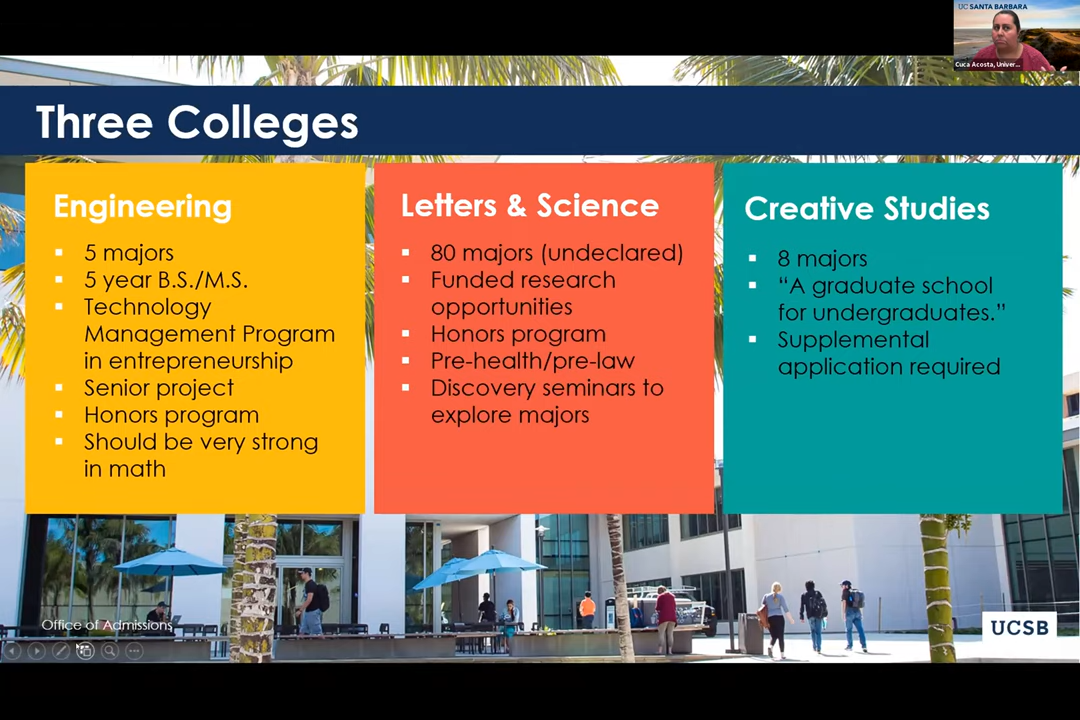 UC SANTA BARBARA
Cuca Acosta, Univer...
Three Colleges
Engineering
▪ 5 majors
▪ 5 year B.S./M.S.
▪ Technology
Management Program
in entrepreneurship
▪ Senior project
▪ Honors program
▪ Should be very strong
in math
Letters & Science
▪ 80 majors (undeclared)
▪ Funded research
opportunities
▪ Honors program
▪ Pre-health/pre-law
▪ Discovery seminars to
explore majors
Creative Studies
▪ 8 majors
▪ “A graduate school
for undergraduates.”
▪ Supplemental
application required
Office of Admissions
UCSB